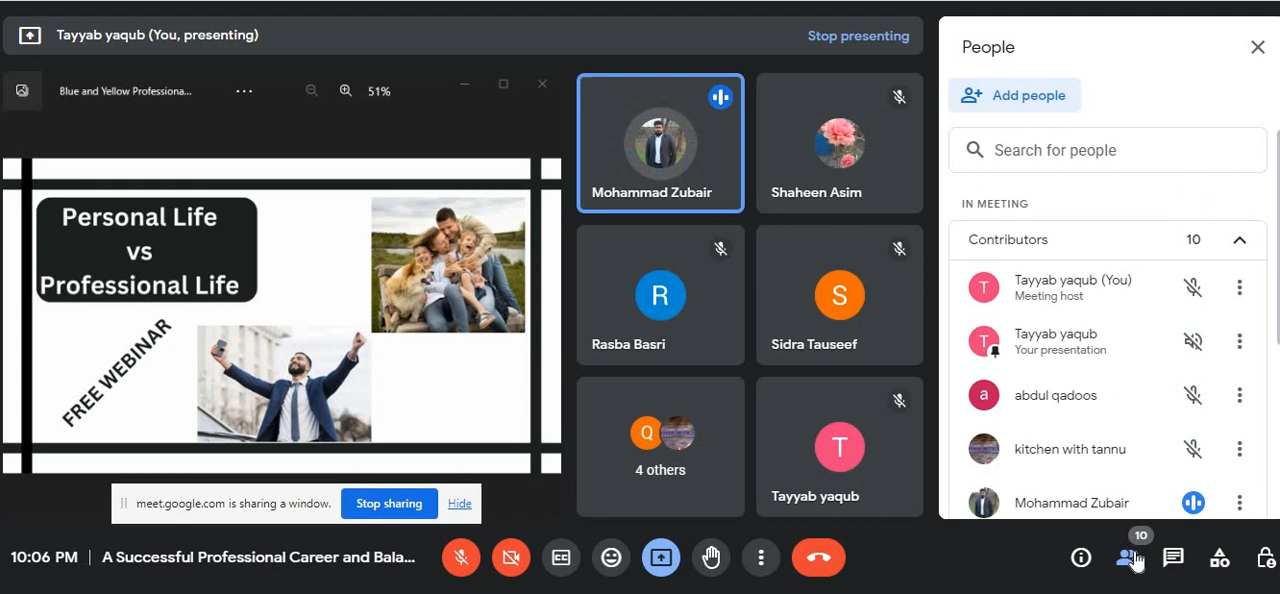 Tayyab yaqub (You, presenting)
Stop presenting
Blue and Yellow Professiona...
51%
Personal Life
vs
Professional Life
FREE WEBINAR
meet.google.com is sharing a window.
Stop sharing
Hide
Mohammad Zubair
Shaheen Asim
R
Rasba Basri
S
Sidra Tauseef
Q
4 others
T
Tayyab yaqub
People
Add people
Search for people
IN MEETING
Contributors 10
T
Tayyab yaqub (You)
Meeting host
T
Tayyab yaqub
Your presentation
a
abdul qadoos
kitchen with tannu
Mohammad Zubair
10:06 PM | A Successful Professional Career and Bala...
CC
10